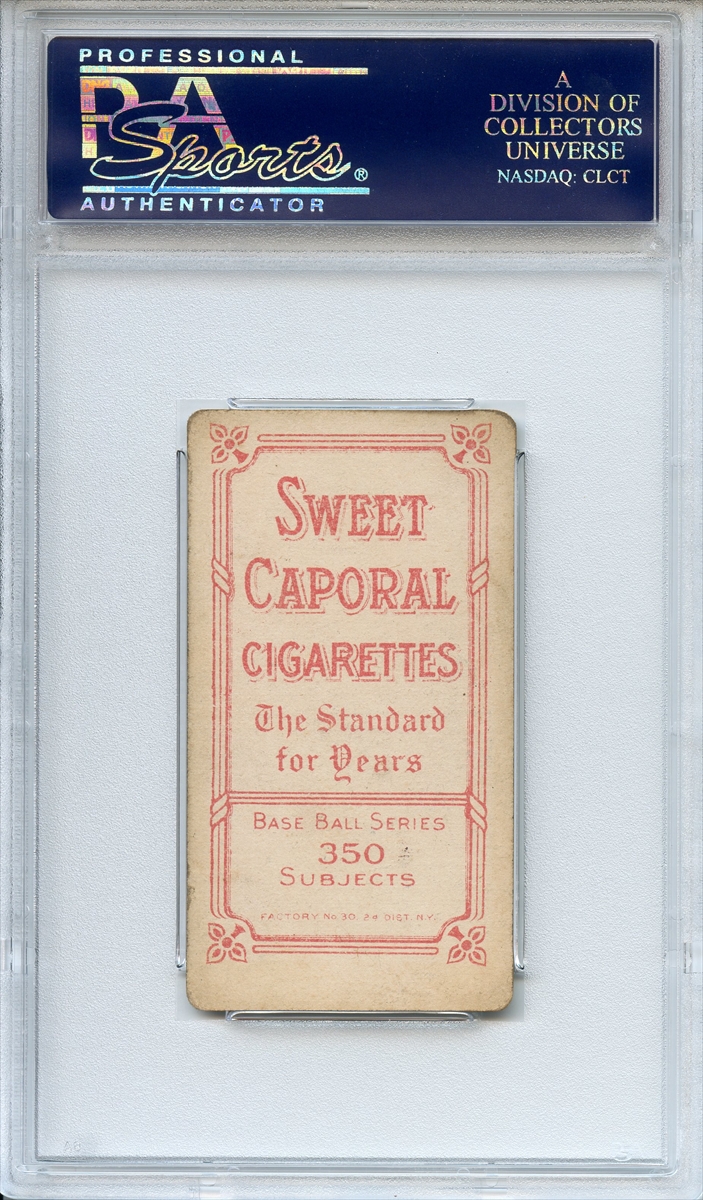 PROFESSIONAL
PSA
Sports®
AUTHENTICATOR
A
DIVISION OF
COLLECTORS
UNIVERSE
NASDAQ: CLCT
SWEET
CAPORAL
CIGARETTES
The Standard
for Years
BASE BALL SERIES
350
SUBJECTS
FACTORY No 30, 2d DIST. N.Y.